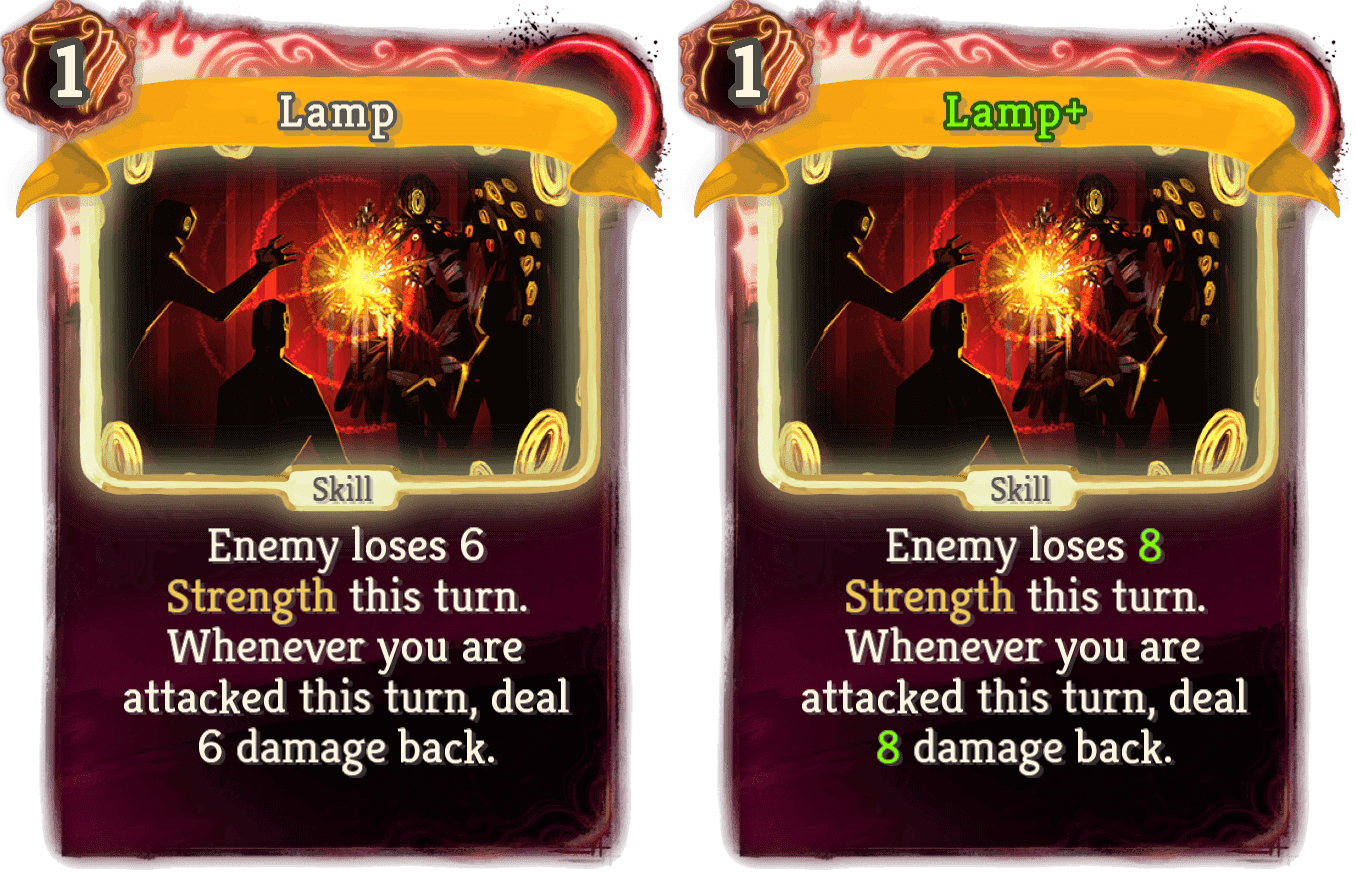 1
Lamp
Skill
Enemy loses 6
Strength this turn.
Whenever you are
attacked this turn, deal
6 damage back.
1
Lamp+
Skill
Enemy loses 8
Strength this turn.
Whenever you are
attacked this turn, deal
8 damage back.